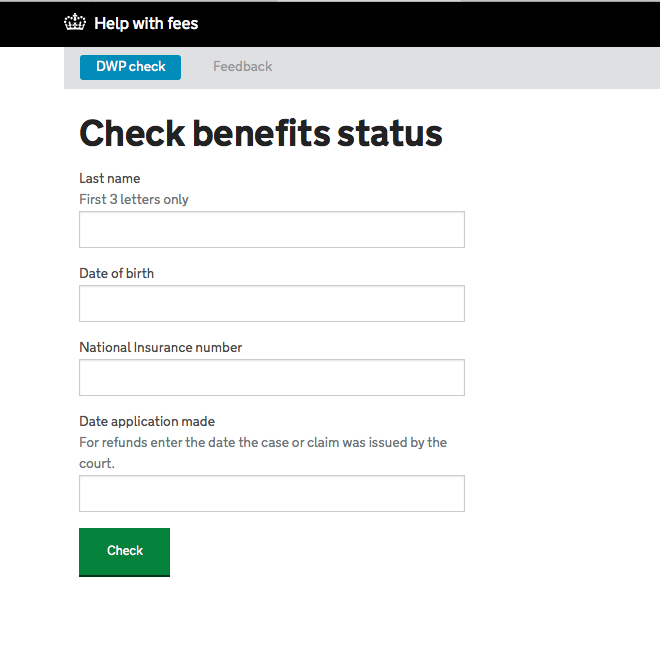 Help with fees
DWP check
Feedback
Check benefits status
Last name
First 3 letters only
Date of birth
National Insurance number
Date application made
For refunds enter the date the case or claim was issued by the
court.
Check